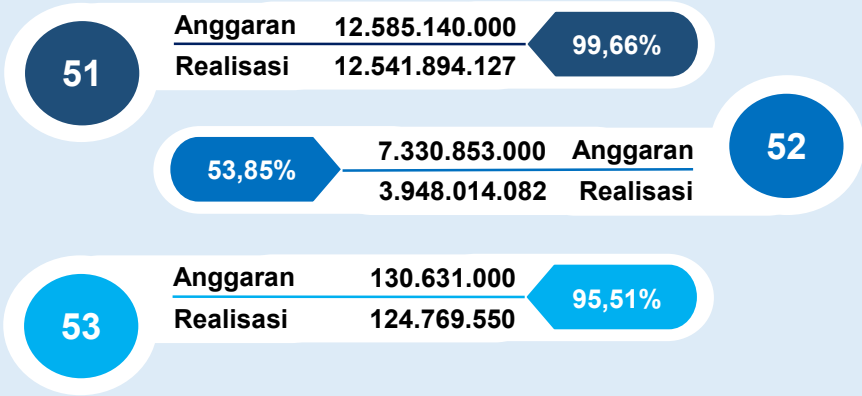 51
Anggaran 12.585.140.000
Realisasi 12.541.894.127
99,66%
53,85%
7.330.853.000 Anggaran
3.948.014.082 Realisasi
52
53
Anggaran 130.631.000
Realisasi 124.769.550
95,51%